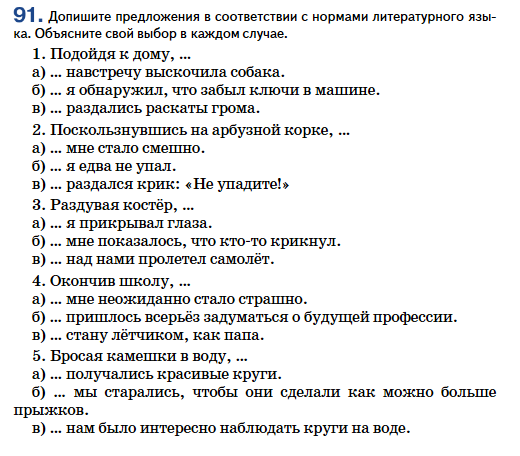 91. Допишите предложения в соответствии с нормами литературного язы-
ка. Объясните свой выбор в каждом случае.
1. Подойдя к дому, ...
а) ... навстречу выскочила собака.
б) ... я обнаружил, что забыл ключи в машине.
в) ... раздались раскаты грома.
2. Поскользнувшись на арбузной корке, ...
а) ... мне стало смешно.
б) ... я едва не упал.
в) ... раздался крик: «Не упадите!»
3. Раздувая костёр, ...
а) ... я прикрывал глаза.
б) ... мне показалось, что кто-то крикнул.
в) ... над нами пролетел самолёт.
4. Окончив школу, ...
а) ... мне неожиданно стало страшно.
б) ... пришлось всерьёз задуматься о будущей профессии.
в) ... стану лётчиком, как папа.
5. Бросая камешки в воду, ...
а) ... получались красивые круги.
б) ... мы старались, чтобы они сделали как можно больше
прыжков.
в) ... нам было интересно наблюдать круги на воде.